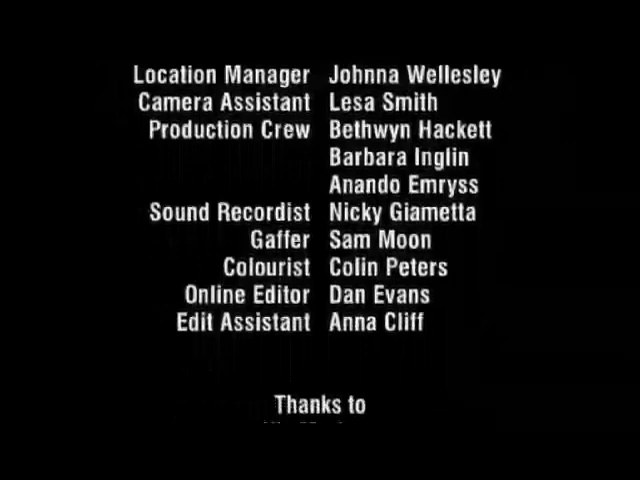 Location Manager Johnna Wellesley
Camera Assistant Lesa Smith
Production Crew Bethwyn Hackett
Barbara Inglin
Anando Emryss
Sound Recordist Nicky Giametta
Gaffer Sam Moon
Colourist Colin Peters
Online Editor Dan Evans
Edit Assistant Anna Cliff
Thanks to